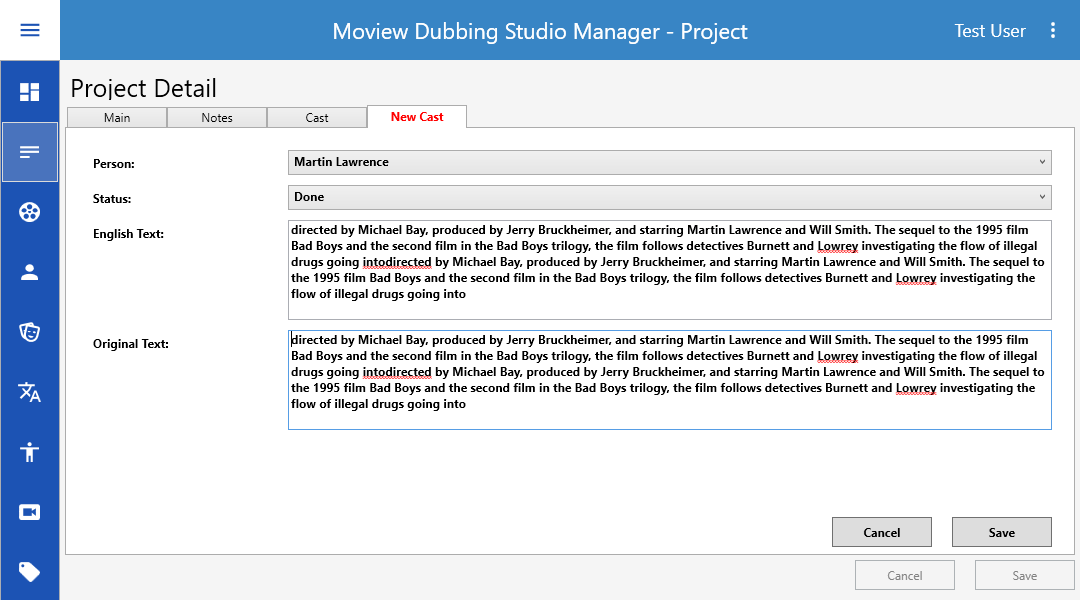 Moview Dubbing Studio Manager - Project
Test User
Project Detail
Main
Notes
Cast
New Cast
Person:
Martin Lawrence
Status:
Done
English Text:
directed by Michael Bay, produced by Jerry Bruckheimer, and starring Martin Lawrence and Will Smith. The sequel to the 1995 film
Bad Boys and the second film in the Bad Boys trilogy, the film follows detectives Burnett and Lowrey investigating the flow of illegal
drugs going intodirected by Michael Bay, produced by Jerry Bruckheimer, and starring Martin Lawrence and Will Smith. The sequel to
the 1995 film Bad Boys and the second film in the Bad Boys trilogy, the film follows detectives Burnett and Lowrey investigating the
flow of illegal drugs going into
Original Text:
directed by Michael Bay, produced by Jerry Bruckheimer, and starring Martin Lawrence and Will Smith. The sequel to the 1995 film
Bad Boys and the second film in the Bad Boys trilogy, the film follows detectives Burnett and Lowrey investigating the flow of illegal
drugs going intodirected by Michael Bay, produced by Jerry Bruckheimer, and starring Martin Lawrence and Will Smith. The sequel to
the 1995 film Bad Boys and the second film in the Bad Boys trilogy, the film follows detectives Burnett and Lowrey investigating the
flow of illegal drugs going into
Cancel
Save
Cancel
Save